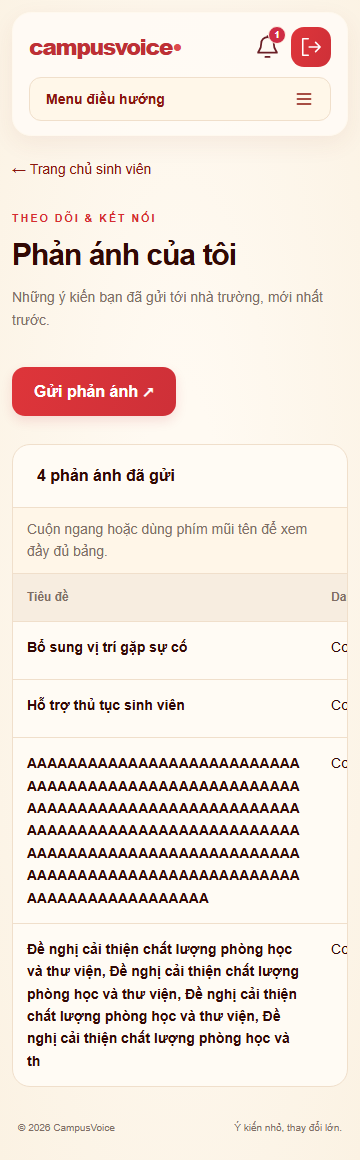 campusvoice
1
Menu điều hướng
← Trang chủ sinh viên
THEO DÕI & KẾT NỐI
Phản ánh của tôi
Những ý kiến bạn đã gửi tới nhà trường, mới nhất
trước.
Gửi phản ánh ↗
4 phản ánh đã gửi
Cuộn ngang hoặc dùng phím mũi tên để xem
đầy đủ bảng.
Tiêu đề Da
Bổ sung vị trí gặp sự cố Cơ
Hỗ trợ thủ tục sinh viên
AAAAAAAAAAAAAAAAAAAAAAAAAAA
AAAAAAAAAAAAAAAAAAAAAAAAAAA
AAAAAAAAAAAAAAAAAAAAAAAAAAA
AAAAAAAAAAAAAAAAAAAAAAAAAAA
AAAAAAAAAAAAAAAAAAAAAAAAAAA
AAAAAAAAAAAAAAAAAAAAAAAAAAA
AAAAAAAAAAAAAAAAAA
Đề nghị cải thiện chất lượng phòng học
và thư viện, Đề nghị cải thiện chất lượng
phòng học và thư viện, Đề nghị cải thiện
chất lượng phòng học và thư viện, Đề
nghị cải thiện chất lượng phòng học và
th
© 2026 CampusVoice
Ý kiến nhỏ, thay đổi lớn.